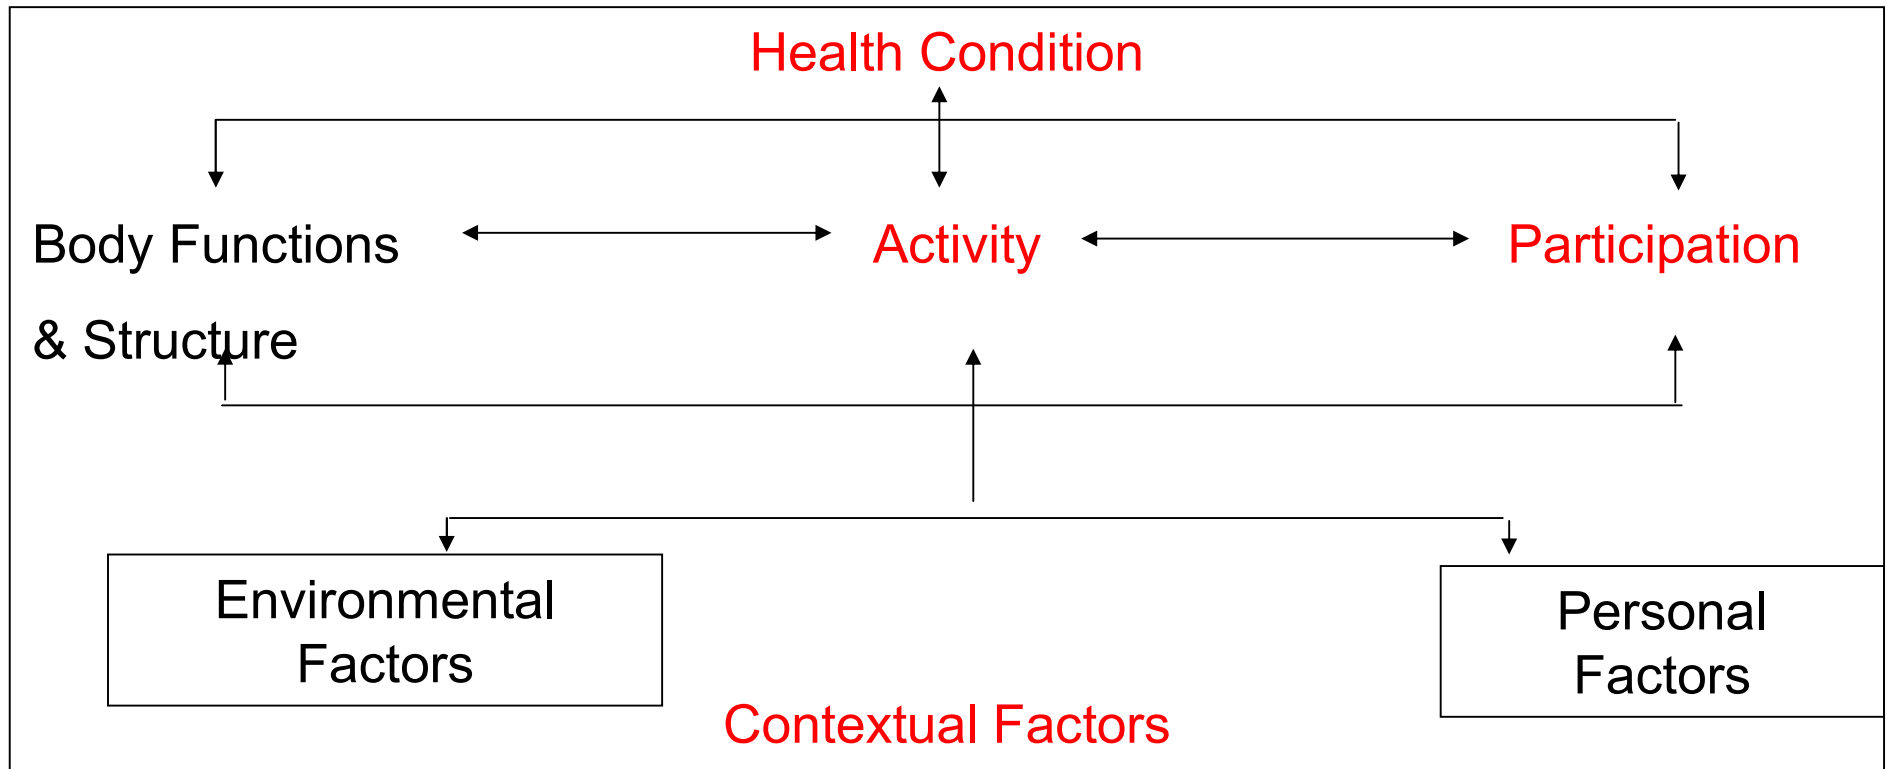 Health Condition
Body Functions
& Structure
Activity
Participation
Environmental
Factors
Personal
Factors
Contextual Factors